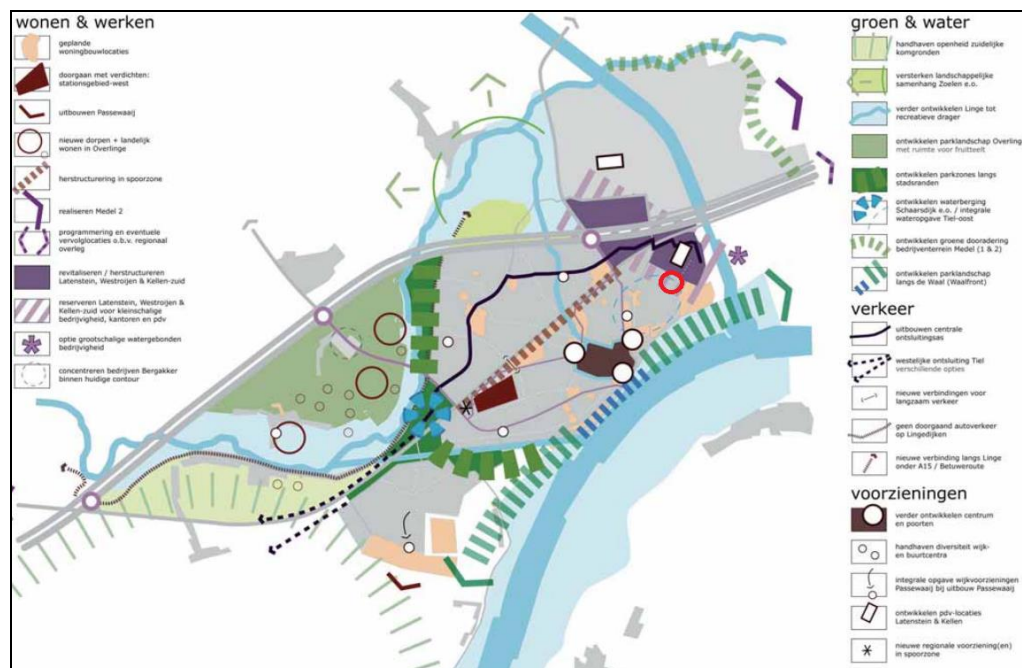 wonen & werken
geplande
woningbouwlocaties
doorgaan met verdichten:
stationsgebied-west
uitbouwen Passewaaij
nieuwe dorpen + landelijk
wonen in Overlinge
herstructurering in spoorzone
realiseren Medel 2
programmering en eventuele
vervolglocaties o.b.v. regionaal
overleg
revitaliseren / herstructureren
Latenstein, Westroijen & Kellen-zuid
reserveren Latenstein, Westroijen &
Kellen-zuid voor kleinschalige
bedrijvigheid, kantoren en pdv
optie grootschalige watergebonden
bedrijvigheid
concentreren bedrijven Bergakker
binnen huidige contour
groen & water
handhaven openheid zuidelijke
komgronden
versterken landschappelijke
samenhang Zoelen e.o.
verder ontwikkelen Linge tot
recreatieve drager
ontwikkelen parklandschap Overling
met ruimte voor fruitteelt
ontwikkelen parkzones langs
stadsranden
ontwikkelen waterberging
Schaarsdijk e.o. / integrale
wateropgave Tiel-oost
ontwikkelen groene dooradering
bedrijventerrein Medel (1 & 2)
ontwikkelen parklandschap
langs de Waal (Waalfront)
verkeer
uitbouwen centrale
ontsluitingsas
westelijke ontsluiting Tiel
verschillende opties
nieuwe verbindingen voor
langzaam verkeer
geen doorgaand autoverkeer
op Lingedijken
nieuwe verbinding langs Linge
onder A15 / Betuweroute
voorzieningen
verder ontwikkelen centrum
en poorten
handhaven diversiteit wijk-
en buurtcentra
integrale opgave wijkvoorzieningen
Passewaaij bij uitbouw Passewaaij
ontwikkelen pdv-locaties
Latenstein & Kellen
nieuwe regionale voorziening(en)
in spoorzone